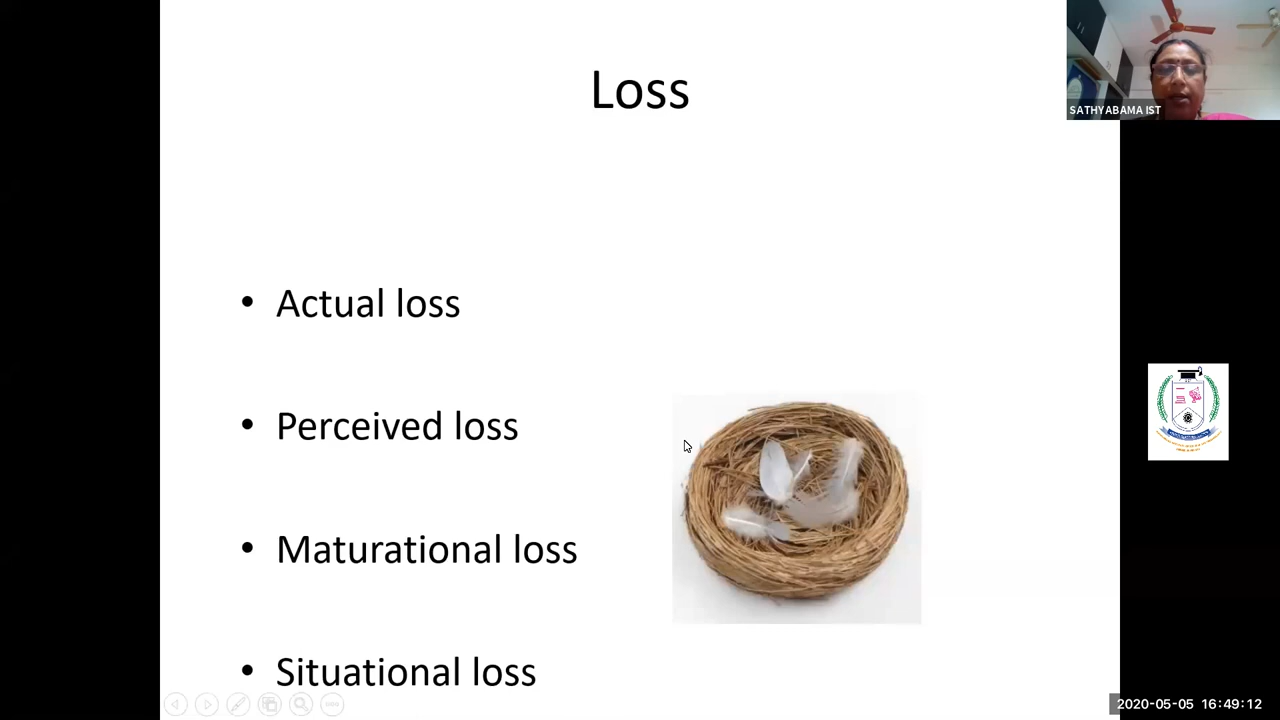 Loss
SATHYABAMA IST
• Actual loss
• Perceived loss
• Maturational loss
• Situational loss
2020-05-05 16:49:12